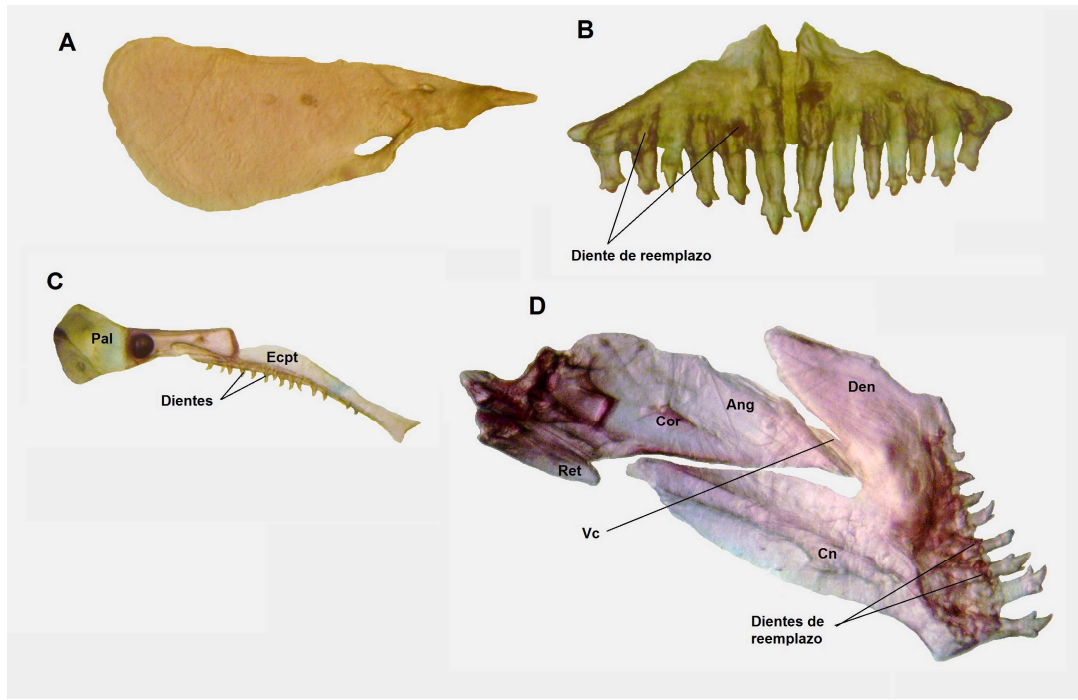 A
B
Diente de reemplazo
C
Pal
Ecpt
Dientes
D
Den
Ang
Cor
Ret
Vc
Cn
Dientes de
reemplazo